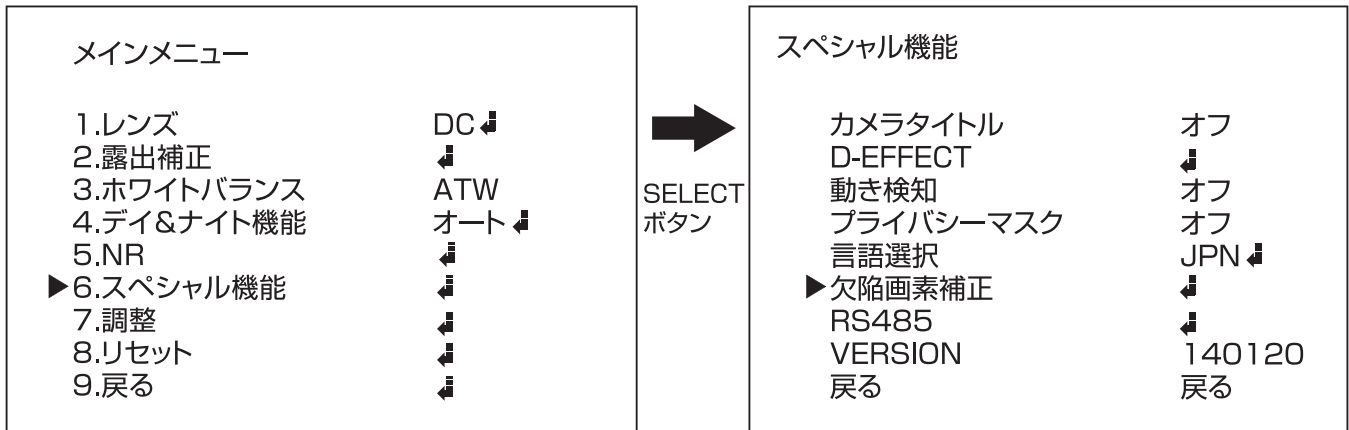 メインメニュー
1.レンズ DC↲
2.露出補正 ↲
3.ホワイトバランス ATW
4.デイ&ナイト機能 オート↲
5.NR ↲
▶6.スペシャル機能 ↲
7.調整 ↲
8.リセット ↲
9.戻る ↲
SELECT
ボタン
スペシャル機能
カメラタイトル オフ
D-EFFECT ↲
動き検知 オフ
プライバシーマスク オフ
言語選択 JPN↲
▶欠陥画素補正 ↲
RS485 ↲
VERSION 140120
戻る 戻る